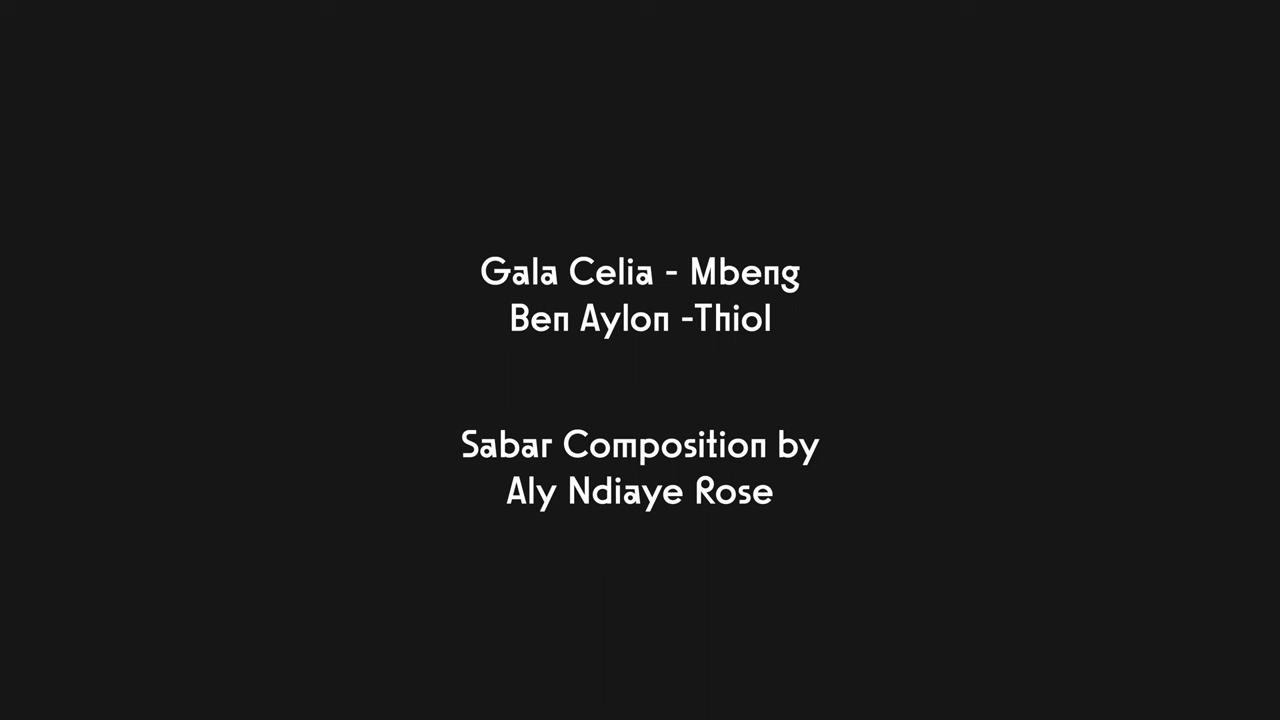 Gala Celia - Mbeng
Ben Aylon -Thiol
Sabar Composition by
Aly Ndiaye Rose